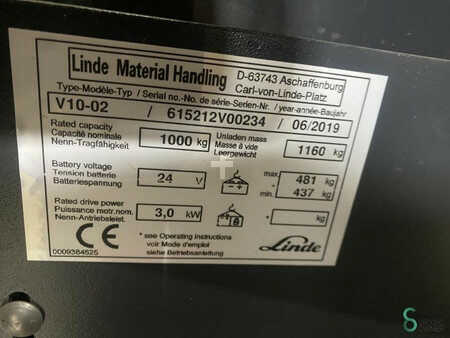 Linde Material Handling D-63743 Aschaffenburg
Carl-von-Linde-Platz
Type-Modèle-Typ / Serial no.-No. de série-Serien-Nr. / year-année-Baujahr
V10-02 / 615212V00234 / 06/2019
Rated capacity
Capacité nominale
Nenn-Tragfähigkeit
1000 kg
Unladen mass
Masse à vide
Leergewicht
1160 kg
Battery voltage
Tension batterie
Batteriespannung
24 V
max 481 kg
min 437 kg
Rated drive power
Puissance motr.nom.
Nenn-Antriebsleist.
3,0 kW
* kg
* see Operating Instructions
voir Mode d'emploi
siehe Betriebsanleitung
CE
0009384525
Linde